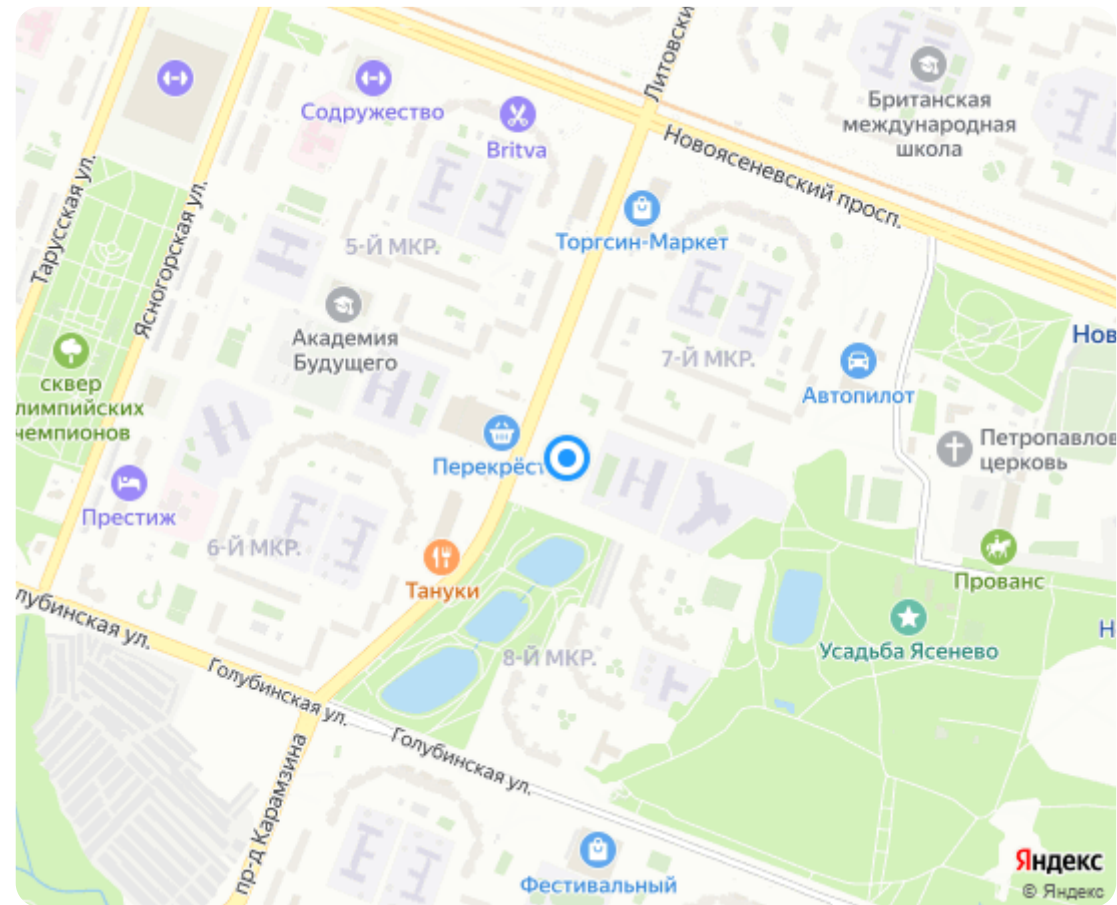 Литовски
Содружество
Britva
Британская
международная
школа
Новоясеневский просп.
Тарусская ул.
Ясногорская ул.
Торгсин-Маркет
5-Й МКР.
Академия
Будущего
7-Й МКР.
Нов
Автопилот
сквер
лимпийских
чемпионов
Перекрёст
Петропавлов
церковь
Престиж
6-Й МКР.
Тануки
Прованс
лубинская ул.
Усадьба Ясенево
Н
8-Й МКР.
Голубинская ул.
Голубинская ул.
пр-д Карамзина
Фестивальный
Яндекс
© Яндекс